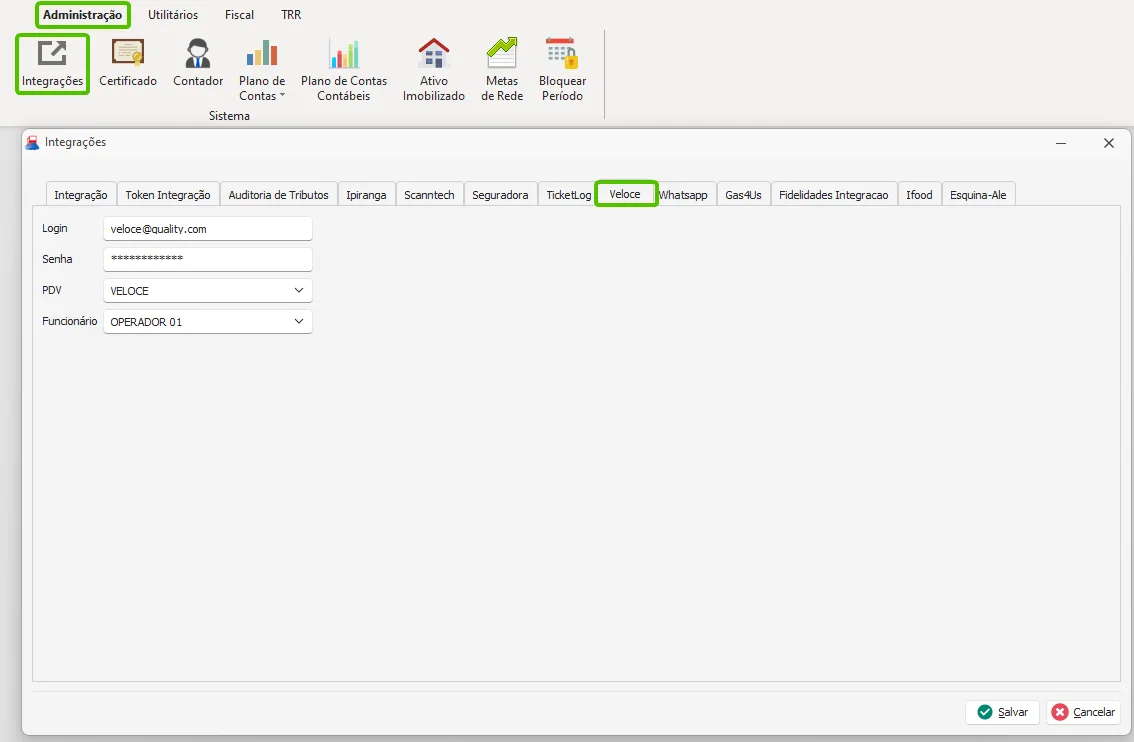 Administração Utilitários Fiscal TRR
Integrações Certificado Contador Plano de Contas Plano de Contas Contábeis Ativo Imobilizado Metas de Rede Bloquear Período
Sistema
Integrações
Integração Token Integração Auditoria de Tributos Ipiranga Scanntech Seguradora TicketLog Veloce Whatsapp Gas4Us Fidelidades Integracao Ifood Esquina-Ale
Login veloce@quality.com
Senha ************
PDV VELOCE
Funcionário OPERADOR 01
Salvar Cancelar